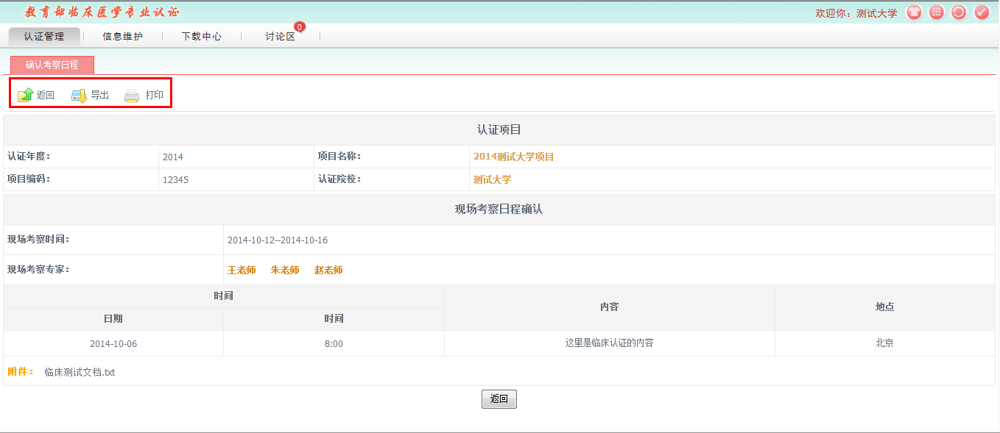 教育部临床医学专业认证
欢迎你：测试大学
认证管理 信息维护 下载中心 讨论区 0
确认考察日程
返回 导出 打印
认证项目
认证年度： 2014 项目名称： 2014测试大学项目
项目编码： 12345 认证院校： 测试大学
现场考察日程确认
现场考察时间： 2014-10-12--2014-10-16
现场考察专家： 王老师 朱老师 赵老师
时间 内容 地点
日期 时间
2014-10-06 8:00 这里是临床认证的内容 北京
附件： 临床测试文档.txt
返回